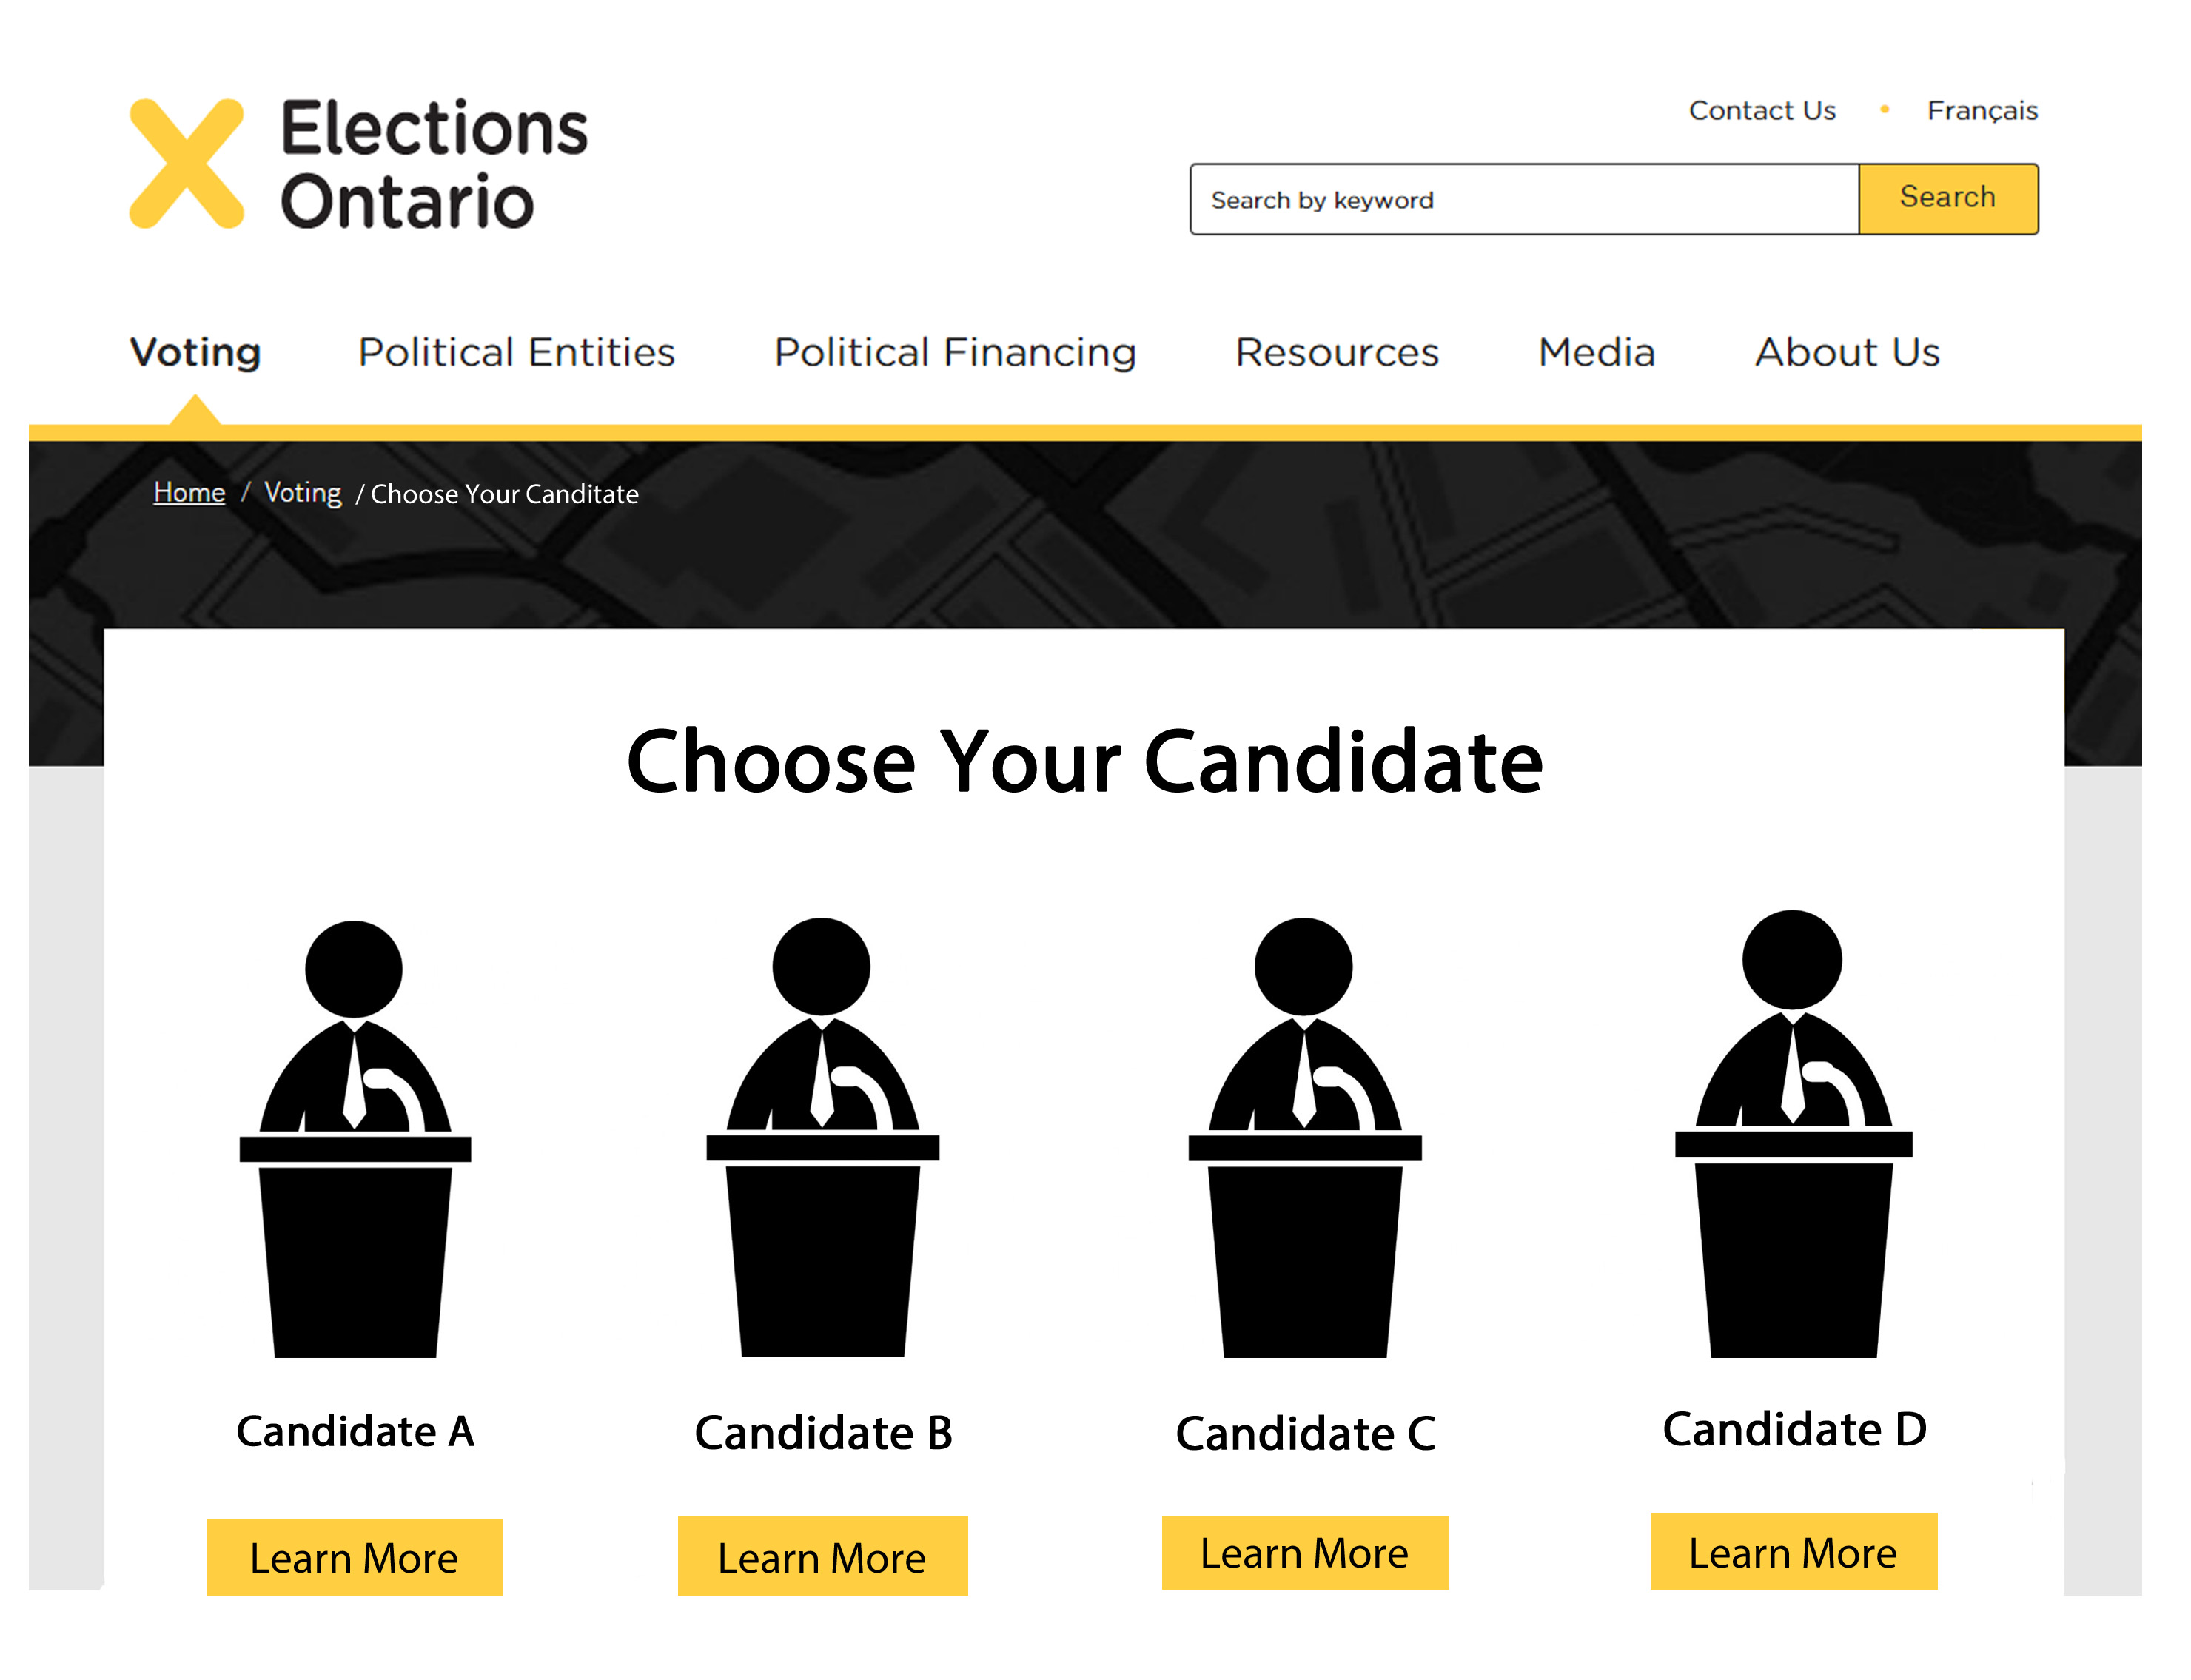 Elections
Ontario
Contact Us • Français
Search by keyword
Search
Voting
Political Entities
Political Financing
Resources
Media
About Us
Home / Voting / Choose Your Canditate
Choose Your Candidate
Candidate A
Candidate B
Candidate C
Candidate D
Learn More
Learn More
Learn More
Learn More